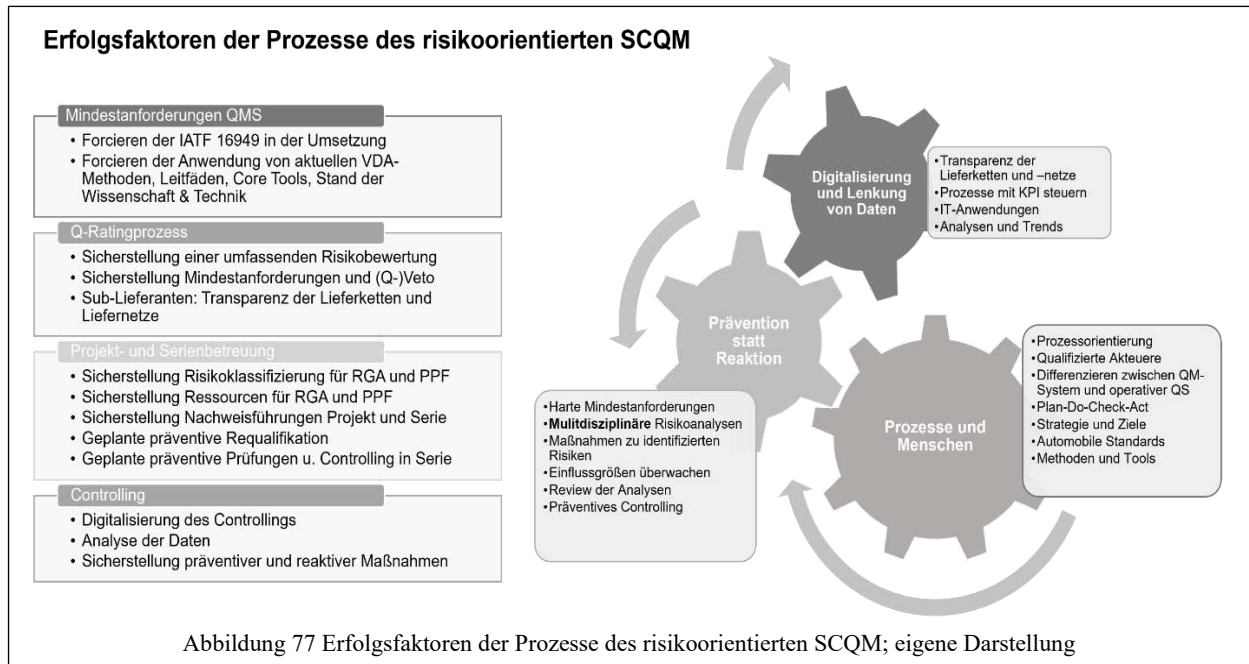 Erfolgsfaktoren der Prozesse des risikoorientierten SCQM
Mindestanforderungen QMS
• Forcieren der IATF 16949 in der Umsetzung
• Forcieren der Anwendung von aktuellen VDA-
Methoden, Leitfäden, Core Tools, Stand der
Wissenschaft & Technik
Q-Ratingprozess
• Sicherstellung einer umfassenden Risikobewertung
• Sicherstellung Mindestanforderungen und (Q-)Veto
• Sub-Lieferanten: Transparenz der Lieferketten und
Liefernetze
Projekt- und Serienbetreuung
• Sicherstellung Risikoklassifizierung für RGA und PPF
• Sicherstellung Ressourcen für RGA und PPF
• Sicherstellung Nachweisführungen Projekt und Serie
• Geplante präventive Requalifikation
• Geplante präventive Prüfungen u. Controlling in Serie
Controlling
• Digitalisierung des Controllings
• Analyse der Daten
• Sicherstellung präventiver und reaktiver Maßnahmen
Digitalisierung
und Lenkung
von Daten
•Transparenz der
Lieferketten und –netze
•Prozesse mit KPI steuern
•IT-Anwendungen
•Analysen und Trends
Prävention
statt
Reaktion
•Harte Mindestanforderungen
•Mulitdisziplinäre Risikoanalysen
•Maßnahmen zu identifizierten
Risiken
•Einflussgrößen überwachen
•Review der Analysen
•Präventives Controlling
Prozesse und
Menschen
•Prozessorientierung
•Qualifizierte Akteuere
•Differenzieren zwischen QM-
System und operativer QS
•Plan-Do-Check-Act
•Strategie und Ziele
•Automobile Standards
•Methoden und Tools
Abbildung 77 Erfolgsfaktoren der Prozesse des risikoorientierten SCQM; eigene Darstellung